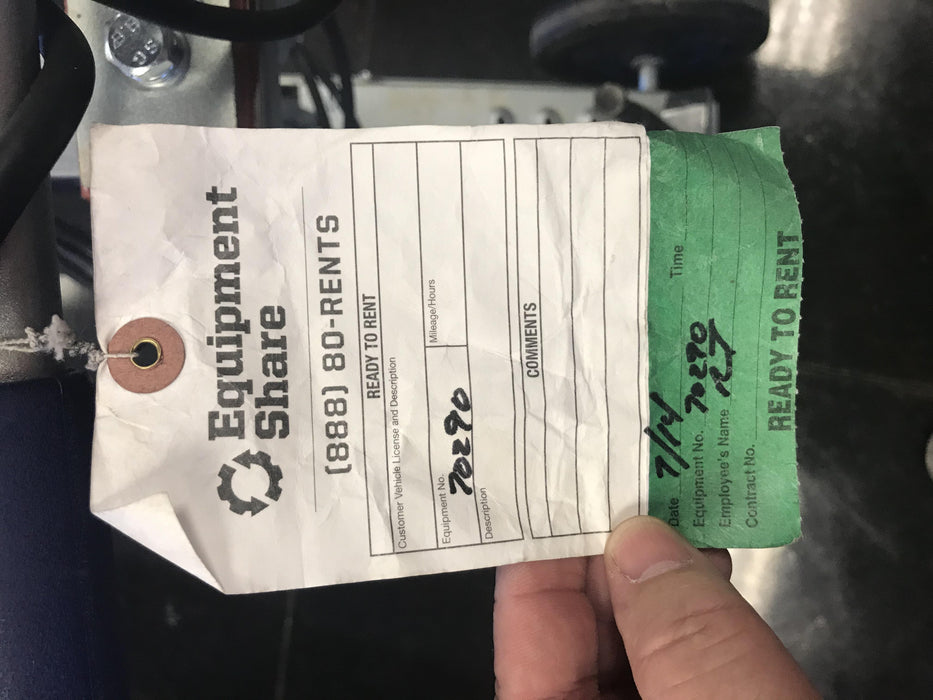 Equipment
Share
(888) 80-RENTS
READY TO RENT
Customer Vehicle License and Description
Equipment No. 70290 Mileage/Hours
Description
COMMENTS
Date 7/14 Time
Equipment No. 70290
Employee's Name RJ
Contract No.
READY TO RENT